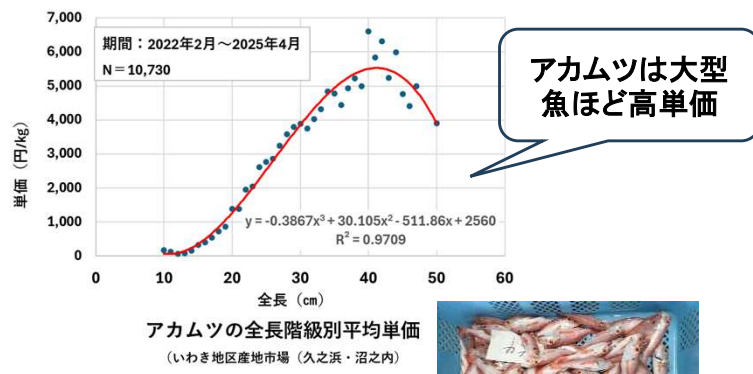 7,000
6,000
5,000
4,000
3,000
2,000
1,000
0
単価（円/kg）
期間：2022年2月～2025年4月
N＝10,730
y = -0.3867x³ + 30.105x² - 511.86x + 2560
R² = 0.9709
0 10 20 30 40 50 60
全長（㎝）
アカムツは大型
魚ほど高単価
アカムツの全長階級別平均単価
（いわき地区産地市場（久之浜・沼之内）